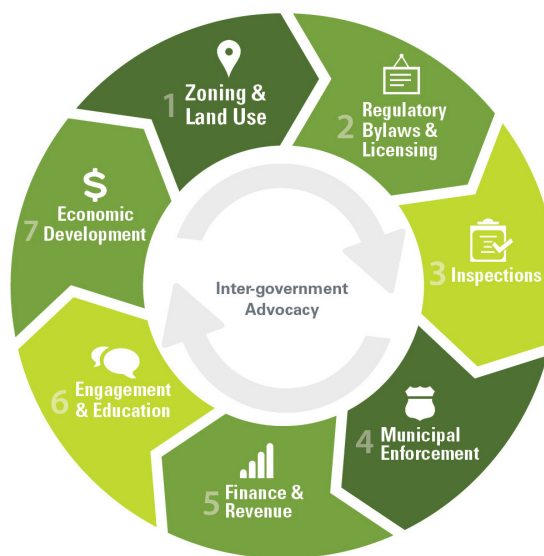 1 Zoning &
Land Use
2 Regulatory
Bylaws &
Licensing
3 Inspections
4 Municipal
Enforcement
5 Finance &
Revenue
6 Engagement
& Education
$
7 Economic
Development
Inter-government
Advocacy